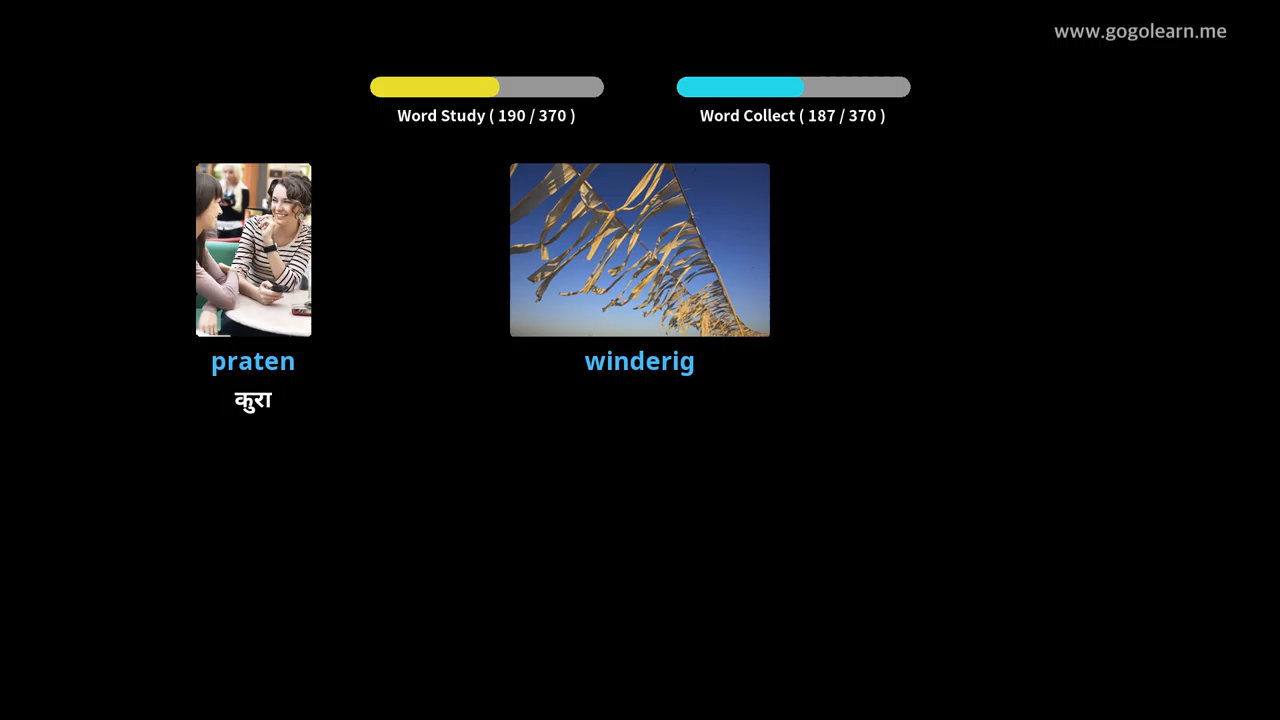 www.gogolearn.me
Word Study ( 190 / 370 )
Word Collect ( 187 / 370 )
praten
winderig
कुरा